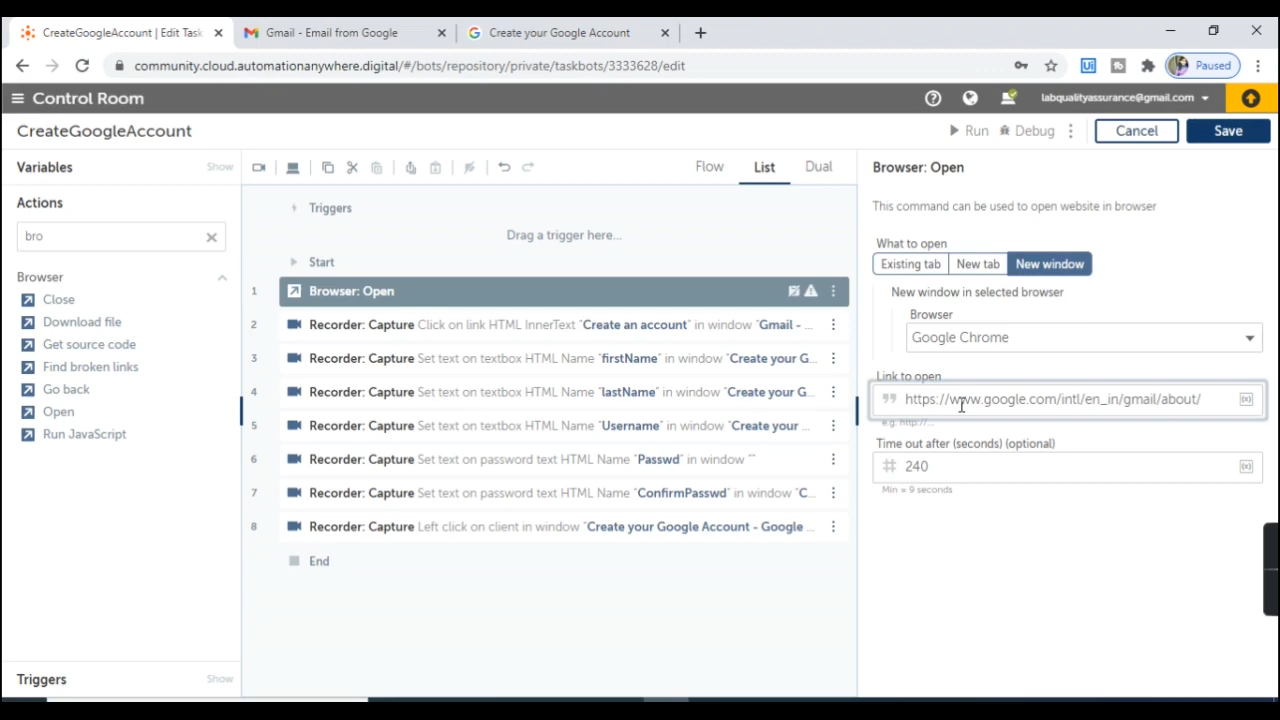 CreateGoogleAccount | Edit Task
Gmail - Email from Google
Create your Google Account
community.cloud.automationanywhere.digital/#/bots/repository/private/taskbots/3333628/edit
Ui
Paused
Control Room
labqualityassurance@gmail.com
CreateGoogleAccount
Run
Debug
Cancel
Save
Variables
Show
Actions
bro
Browser
Close
Download file
Get source code
Find broken links
Go back
Open
Run JavaScript
Triggers
Show
Flow
List
Dual
Triggers
Drag a trigger here...
Start
1 Browser: Open
2 Recorder: Capture Click on link HTML InnerText "Create an account" in window "Gmail - ...
3 Recorder: Capture Set text on textbox HTML Name "firstName" in window "Create your G...
4 Recorder: Capture Set text on textbox HTML Name "lastName" in window "Create your G...
5 Recorder: Capture Set text on textbox HTML Name "Username" in window "Create your ...
6 Recorder: Capture Set text on password text HTML Name "Passwd" in window ""
7 Recorder: Capture Set text on password text HTML Name "ConfirmPasswd" in window "C...
8 Recorder: Capture Left click on client in window "Create your Google Account - Google ...
End
Browser: Open
This command can be used to open website in browser
What to open
Existing tab
New tab
New window
New window in selected browser
Browser
Google Chrome
Link to open
https://www.google.com/intl/en_in/gmail/about/
(x)
e.g. http://...
Time out after (seconds) (optional)
# 240
(x)
Min = 9 seconds